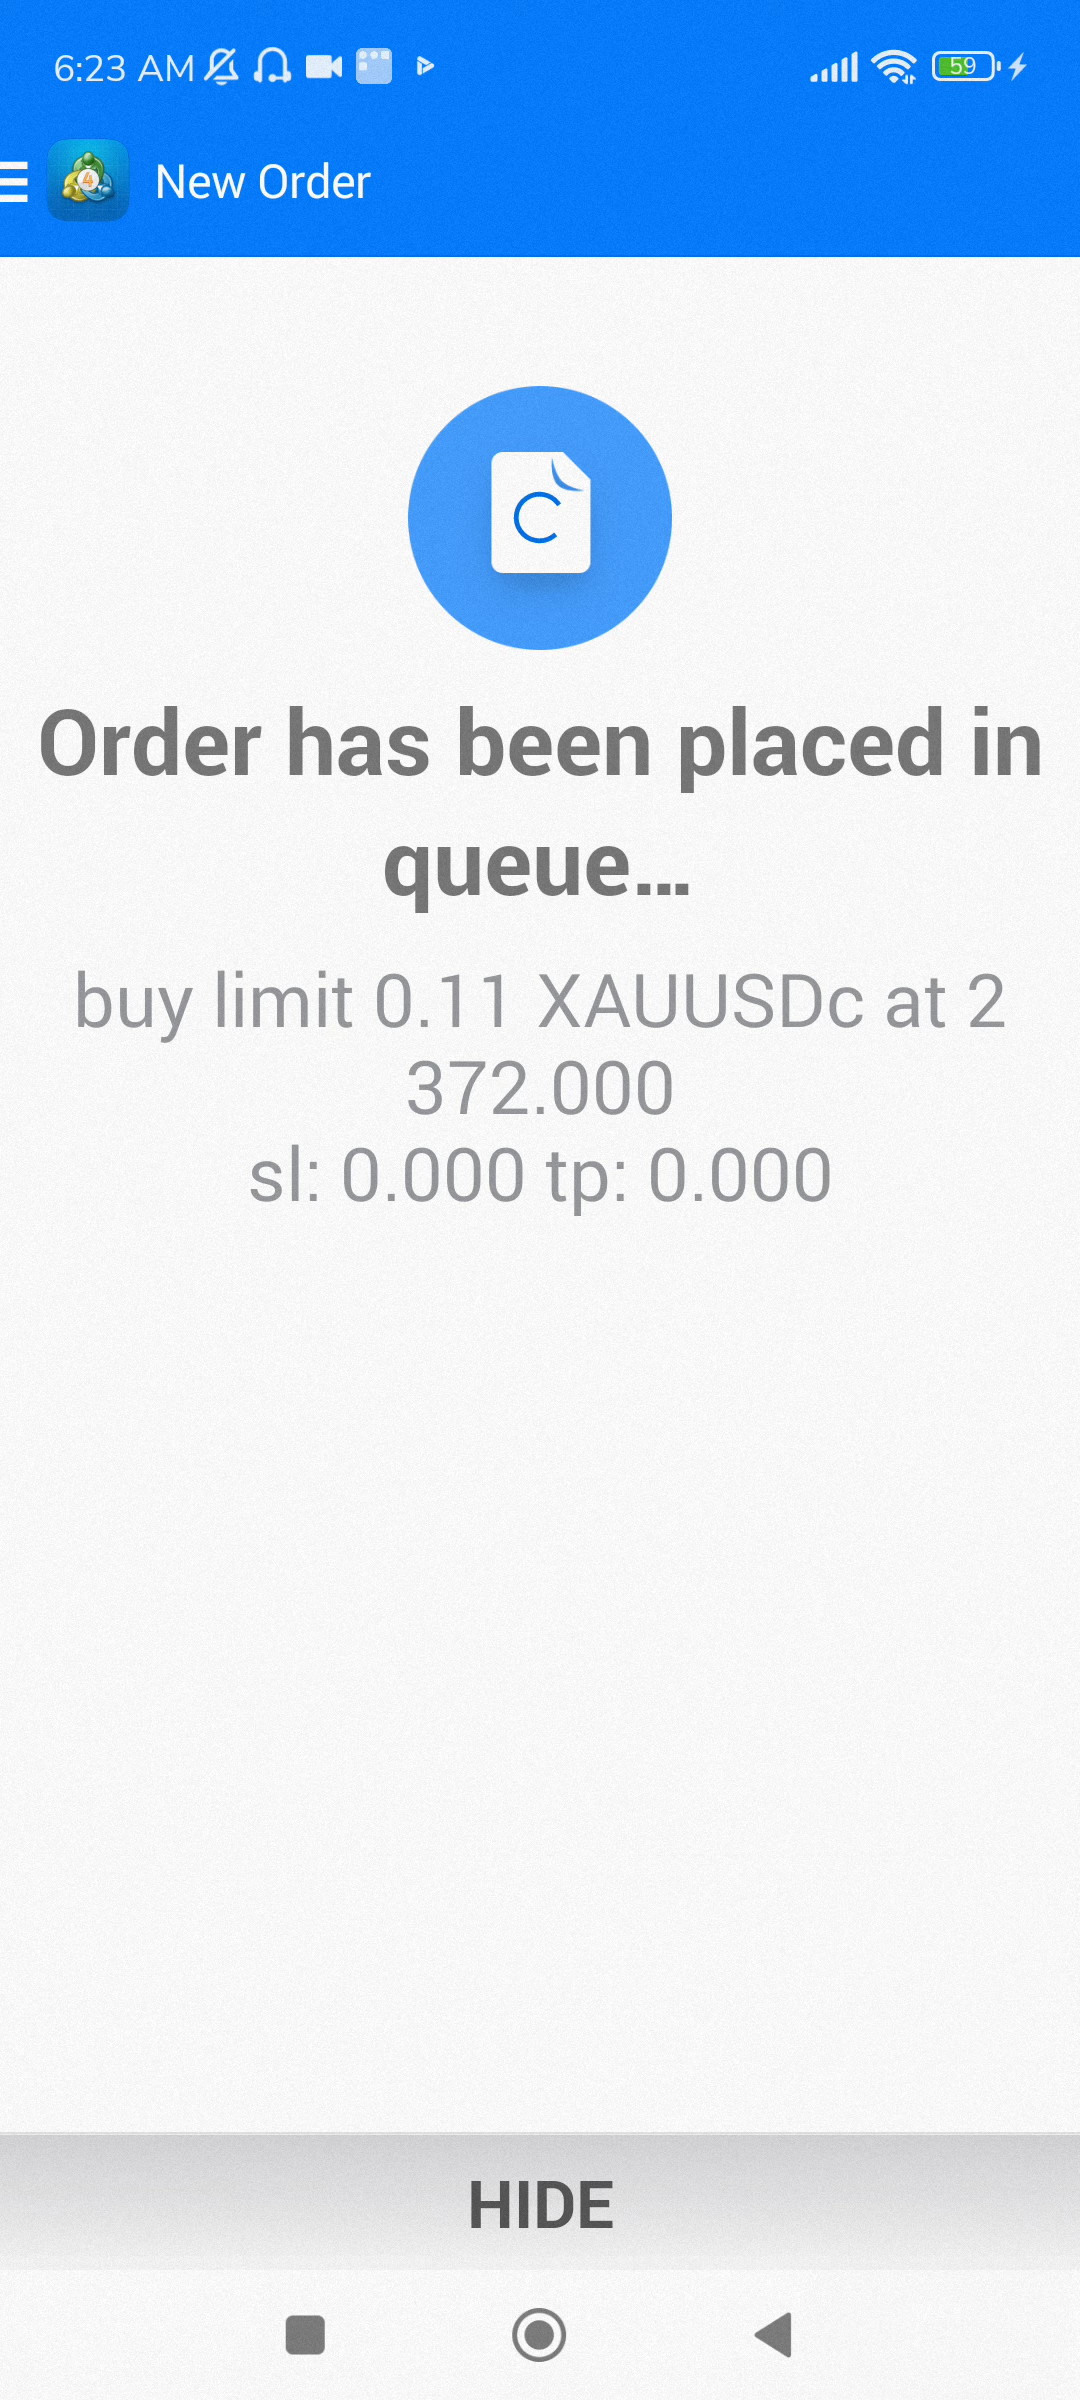 6:23 AM 59
4 New Order
Order has been placed in
queue...
buy limit 0.11 XAUUSDc at 2
372.000
sl: 0.000 tp: 0.000
HIDE